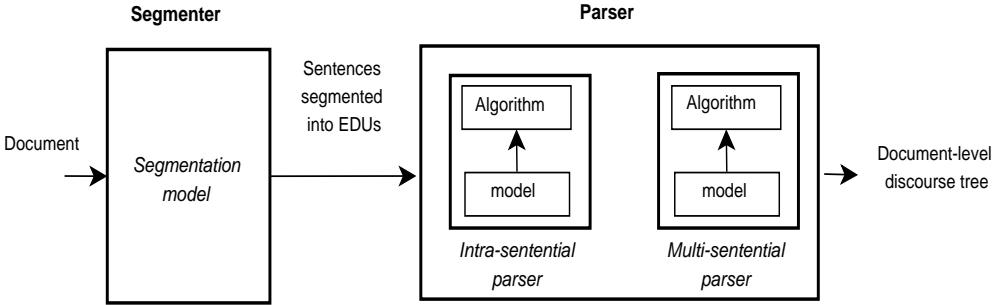 Segmenter
Parser
Document
Segmentation
model
Sentences
segmented
into EDUs
Algorithm
model
Intra-sentential
parser
Algorithm
model
Multi-sentential
parser
Document-level
discourse tree